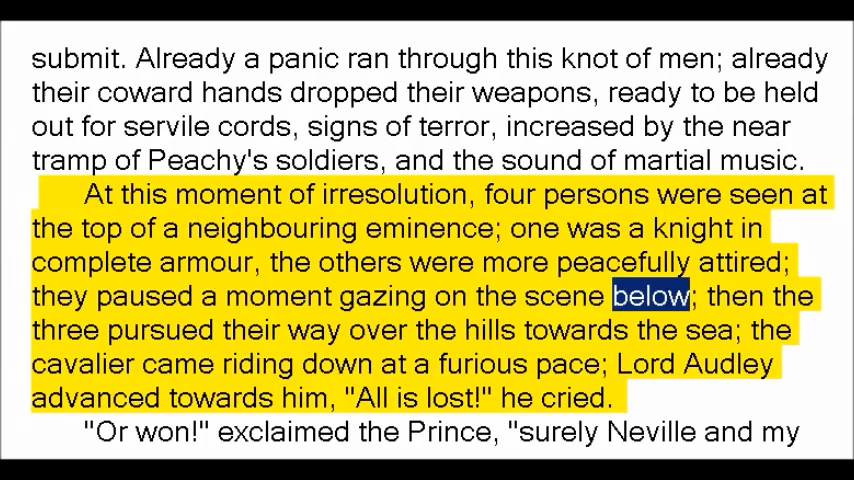 submit. Already a panic ran through this knot of men; already
their coward hands dropped their weapons, ready to be held
out for servile cords, signs of terror, increased by the near
tramp of Peachy's soldiers, and the sound of martial music.
At this moment of irresolution, four persons were seen at
the top of a neighbouring eminence; one was a knight in
complete armour, the others were more peacefully attired;
they paused a moment gazing on the scene below; then the
three pursued their way over the hills towards the sea; the
cavalier came riding down at a furious pace; Lord Audley
advanced towards him, "All is lost!" he cried.
"Or won!" exclaimed the Prince, "surely Neville and my